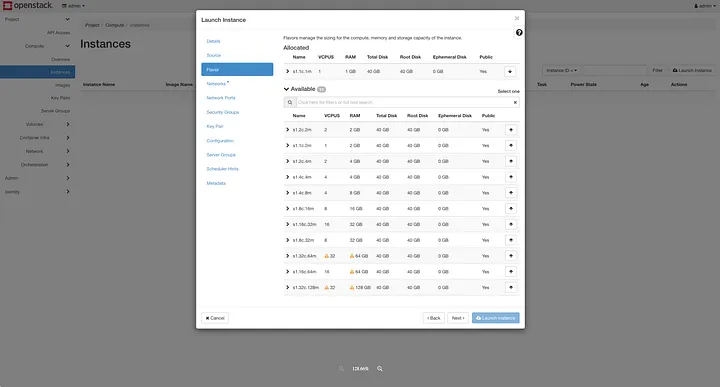 openstack.
admin
admin
Project
API Access
Compute
Overview
Instances
Images
Key Pairs
Server Groups
Volumes
Container Infra
Network
Orchestration
Admin
Identity
Project / Compute / Instances
Instances
Instance ID =
Filter
Launch Instance
Instance Name
Image Name
Task
Power State
Age
Actions
Launch Instance
Details
Source
Flavor
Networks *
Network Ports
Security Groups
Key Pair
Configuration
Server Groups
Scheduler Hints
Metadata
Flavors manage the sizing for the compute, memory and storage capacity of the instance.
Allocated
Name VCPUS RAM Total Disk Root Disk Ephemeral Disk Public
s1.1c.1m 1 1 GB 40 GB 40 GB 0 GB Yes
Available
Select one
Click here for filters or full text search.
Name VCPUS RAM Total Disk Root Disk Ephemeral Disk Public
s1.2c.2m 2 2 GB 40 GB 40 GB 0 GB Yes
s1.1c.2m 1 2 GB 40 GB 40 GB 0 GB Yes
s1.2c.4m 2 4 GB 40 GB 40 GB 0 GB Yes
s1.4c.4m 4 4 GB 40 GB 40 GB 0 GB Yes
s1.4c.8m 4 8 GB 40 GB 40 GB 0 GB Yes
s1.8c.16m 8 16 GB 40 GB 40 GB 0 GB Yes
s1.16c.32m 16 32 GB 40 GB 40 GB 0 GB Yes
s1.8c.32m 8 32 GB 40 GB 40 GB 0 GB Yes
s1.32c.64m 32 64 GB 40 GB 40 GB 0 GB Yes
s1.16c.64m 16 64 GB 40 GB 40 GB 0 GB Yes
s1.32c.128m 32 128 GB 40 GB 40 GB 0 GB Yes
Cancel
‹ Back
Next ›
Launch Instance